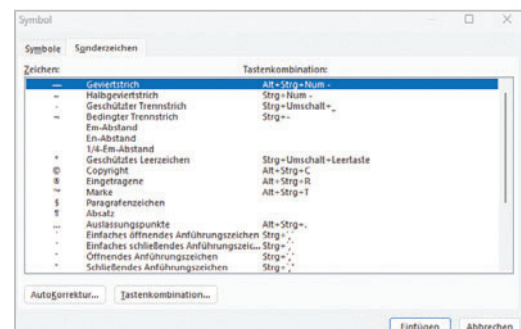 Symbol
Symbole Sonderzeichen
Zeichen: Tastenkombination:
— Geviertstrich Alt+Strg+Num -
– Halbgeviertstrich Strg+Num -
- Geschützter Trennstrich Strg+Umschalt+_
¬ Bedingter Trennstrich Strg+-
Em-Abstand
En-Abstand
1/4-Em-Abstand
° Geschütztes Leerzeichen Strg+Umschalt+Leertaste
© Copyright Alt+Strg+C
® Eingetragene Alt+Strg+R
™ Marke Alt+Strg+T
§ Paragrafenzeichen
¶ Absatz
... Auslassungspunkte Alt+Strg+.
Einfaches öffnendes Anführungszeichen
Einfaches schließendes Anführungszeic...
Öffnendes Anführungszeichen
Schließendes Anführungszeichen
AutoKorrektur... Tastenkombination...
Einfügen Abbrechen